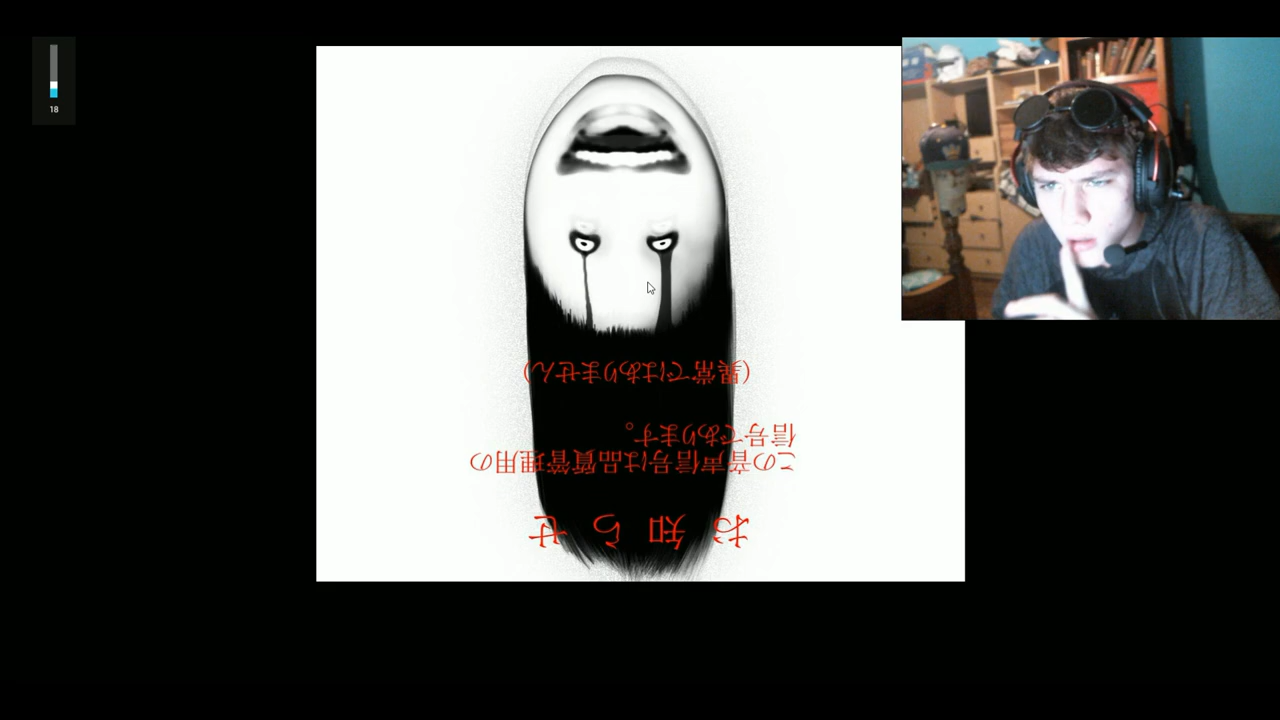 18
お 知 ら せ
この音声信号は品質管理用の
信号であります。
(異常ではありません)